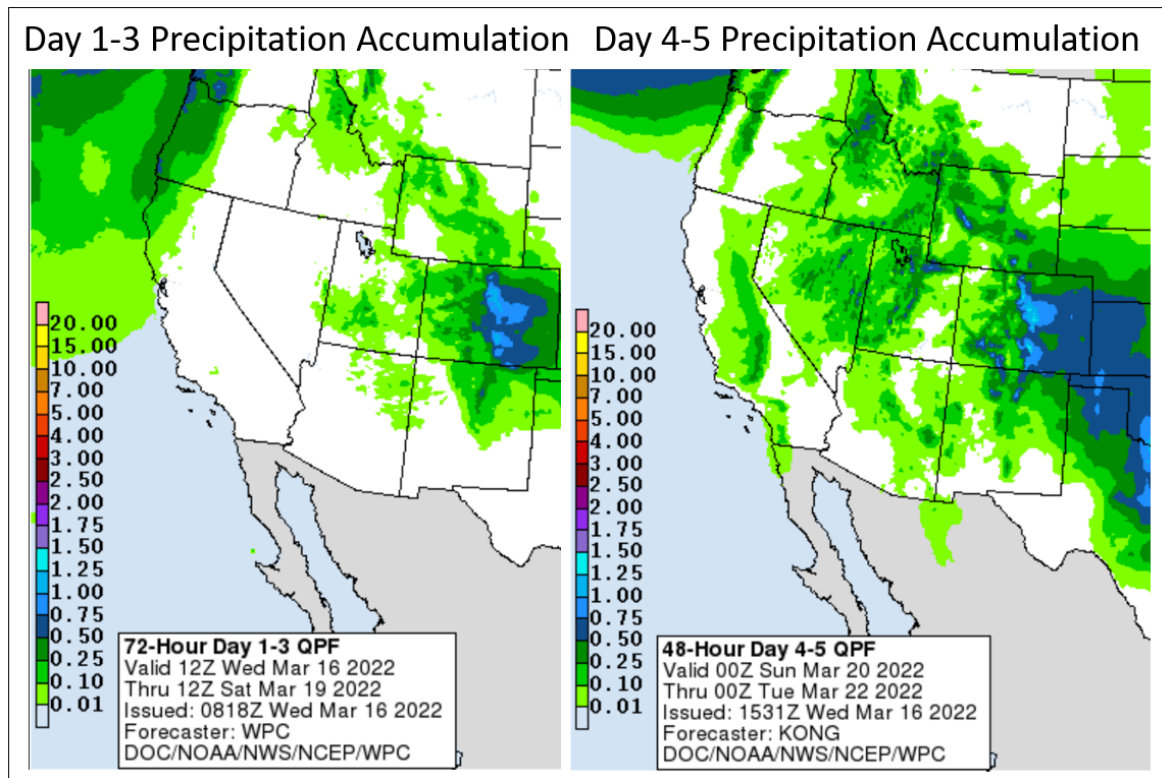 Day 1-3 Precipitation Accumulation
20.00
15.00
10.00
7.00
5.00
4.00
3.00
2.50
2.00
1.75
1.50
1.25
1.00
0.75
0.50
0.25
0.10
0.01
72-Hour Day 1-3 QPF
Valid 12Z Wed Mar 16 2022
Thru 12Z Sat Mar 19 2022
Issued: 0818Z Wed Mar 16 2022
Forecaster: WPC
DOC/NOAA/NWS/NCEP/WPC
Day 4-5 Precipitation Accumulation
20.00
15.00
10.00
7.00
5.00
4.00
3.00
2.50
2.00
1.75
1.50
1.25
1.00
0.75
0.50
0.25
0.10
0.01
48-Hour Day 4-5 QPF
Valid 00Z Sun Mar 20 2022
Thru 00Z Tue Mar 22 2022
Issued: 1531Z Wed Mar 16 2022
Forecaster: KONG
DOC/NOAA/NWS/NCEP/WPC